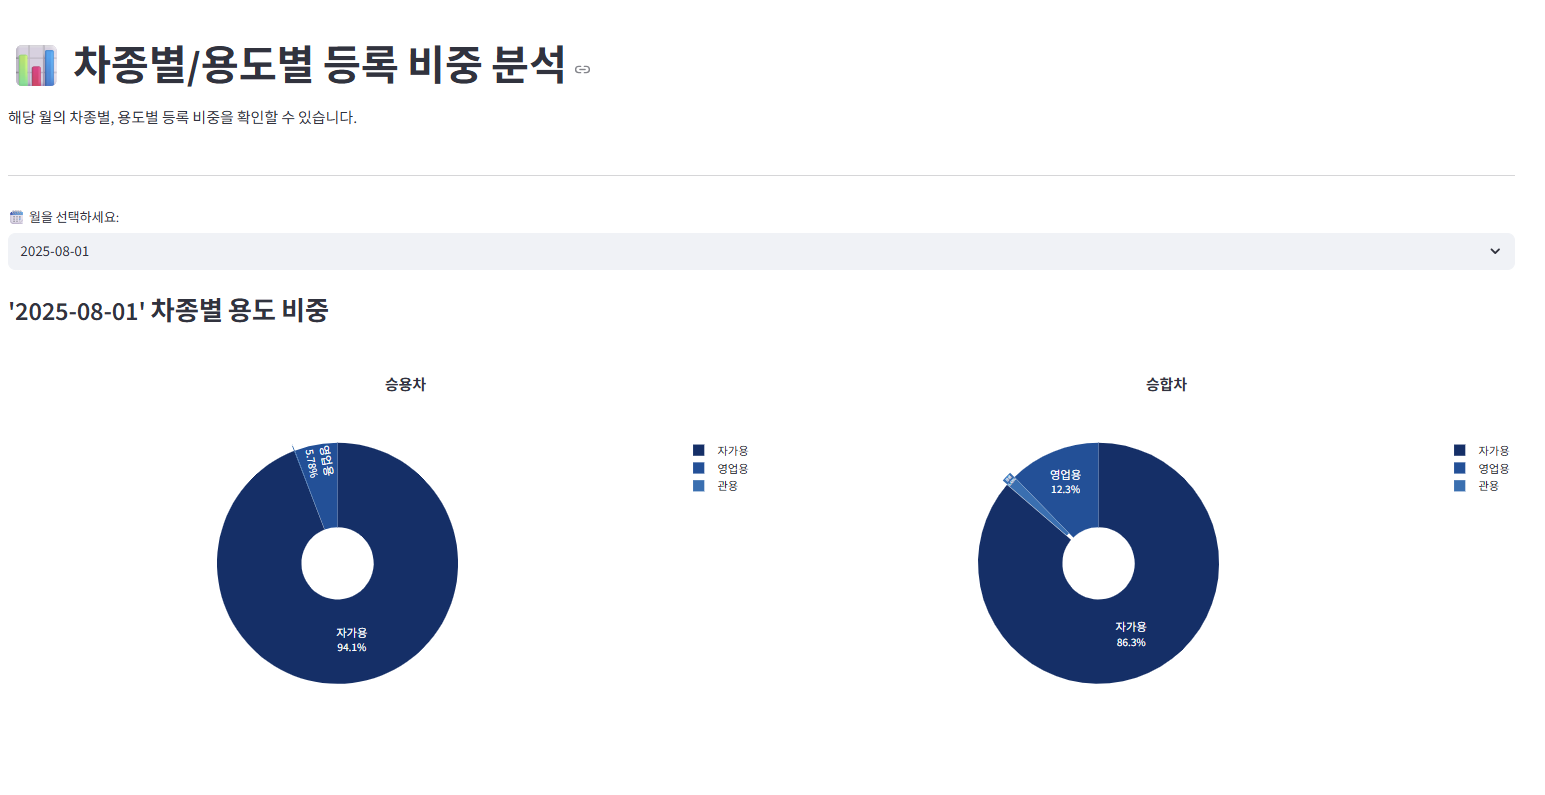 차종별/용도별 등록 비중 분석
해당 월의 차종별, 용도별 등록 비중을 확인할 수 있습니다.
월을 선택하세요:
2025-08-01
'2025-08-01' 차종별 용도 비중
승용차
영업용
5.78%
자가용
94.1%
자가용
영업용
관용
승합차
영업용
12.3%
자가용
86.3%
자가용
영업용
관용